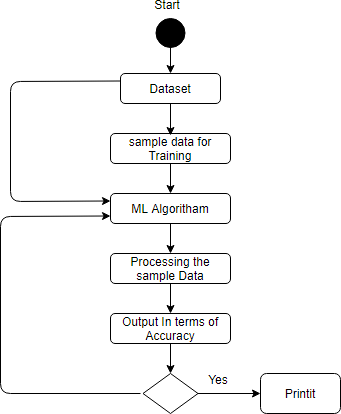 Start
Dataset
sample data for
Training
ML Algoritham
Processing the
sample Data
Output In terms of
Accuracy
Yes
Printit